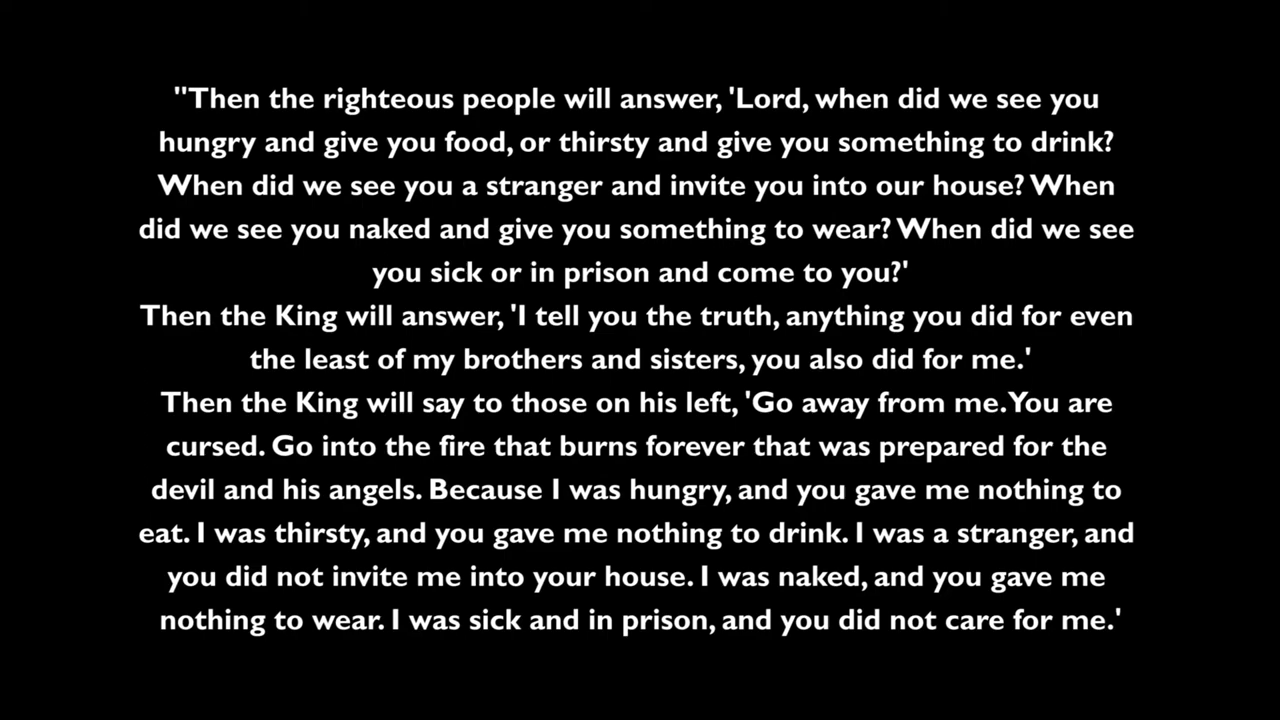 "Then the righteous people will answer, 'Lord, when did we see you
hungry and give you food, or thirsty and give you something to drink?
When did we see you a stranger and invite you into our house? When
did we see you naked and give you something to wear? When did we see
you sick or in prison and come to you?'
Then the King will answer, 'I tell you the truth, anything you did for even
the least of my brothers and sisters, you also did for me.'
Then the King will say to those on his left, 'Go away from me. You are
cursed. Go into the fire that burns forever that was prepared for the
devil and his angels. Because I was hungry, and you gave me nothing to
eat. I was thirsty, and you gave me nothing to drink. I was a stranger, and
you did not invite me into your house. I was naked, and you gave me
nothing to wear. I was sick and in prison, and you did not care for me.'